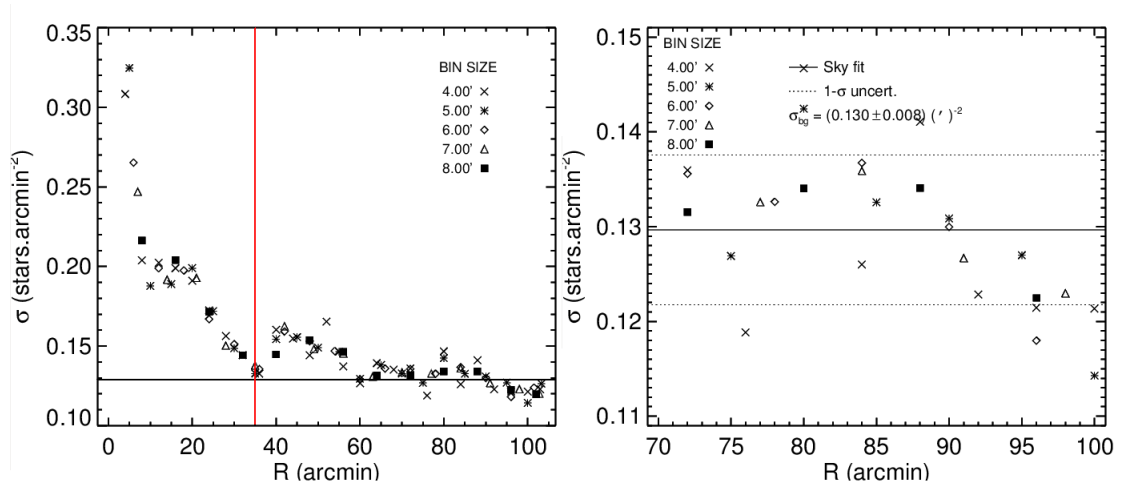 0.35
0.30
0.25
0.20
0.15
0.10
σ (stars.arcmin⁻²)
0 20 40 60 80 100
R (arcmin)
BIN SIZE
4.00'
5.00'
6.00'
7.00'
8.00'
0.15
0.14
0.13
0.12
0.11
σ (stars.arcmin⁻²)
70 75 80 85 90 95 100
R (arcmin)
BIN SIZE
4.00'
5.00'
6.00'
7.00'
8.00'
Sky fit
1-σ uncert.
σbg = (0.130±0.008) (′)⁻²